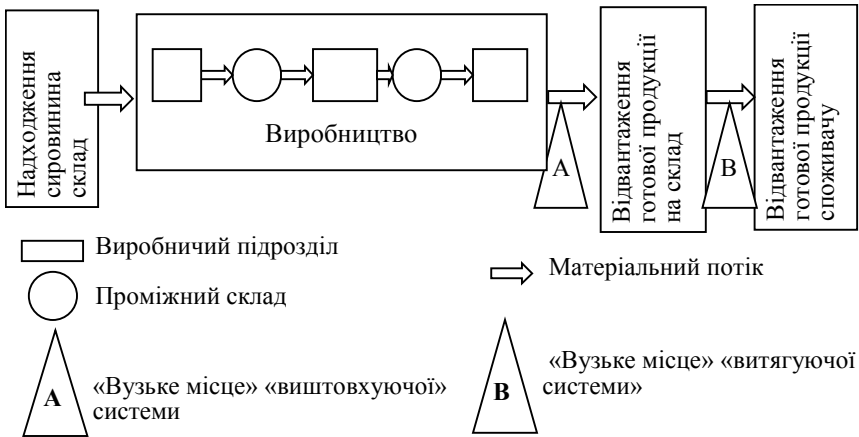 Надходження
сировинина
склад
Виробництво
А
Відвантаження
готової продукції
на склад
В
Відвантаження
готової продукції
споживачу
Виробничий підрозділ
Проміжний склад
Матеріальний потік
А
«Вузьке місце» «виштовхуючої»
системи
В
«Вузьке місце» «витягуючої
системи»